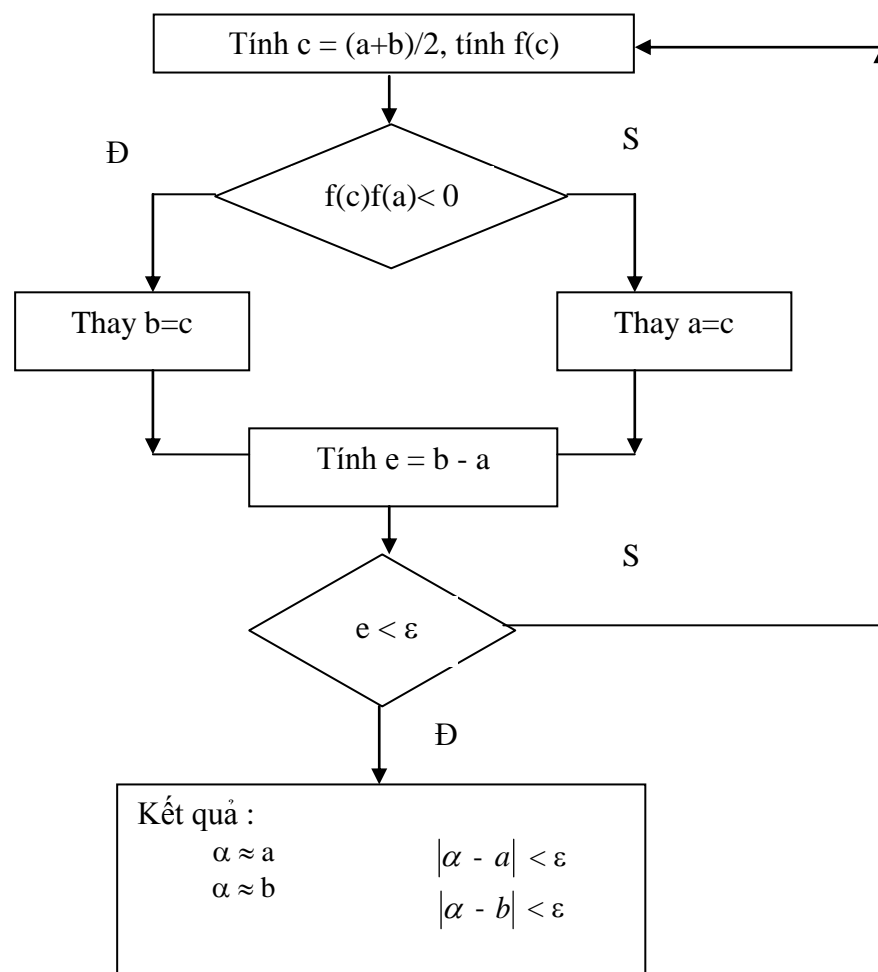 Tính c = (a+b)/2, tính f(c)
Đ
S
f(c)f(a)< 0
Thay b=c
Thay a=c
Tính e = b - a
S
e < ε
Đ
Kết quả :
α ≈ a |α - a| < ε
α ≈ b |α - b| < ε